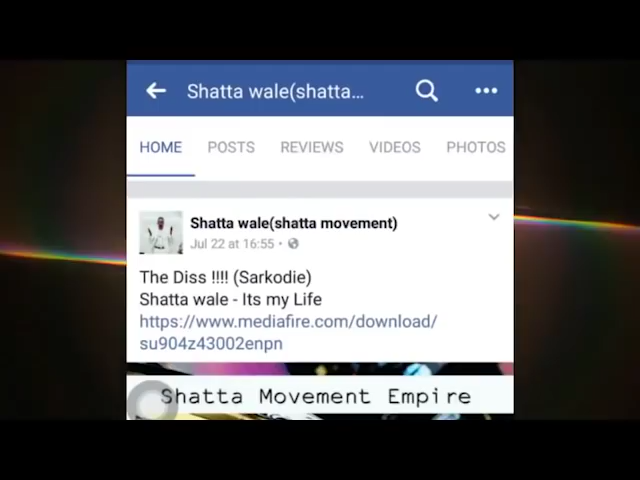 Shatta wale(shatta...
HOME POSTS REVIEWS VIDEOS PHOTOS
Shatta wale(shatta movement)
Jul 22 at 16:55 •
The Diss !!!! (Sarkodie)
Shatta wale - Its my Life
https://www.mediafire.com/download/
su904z43002enpn
Shatta Movement Empire